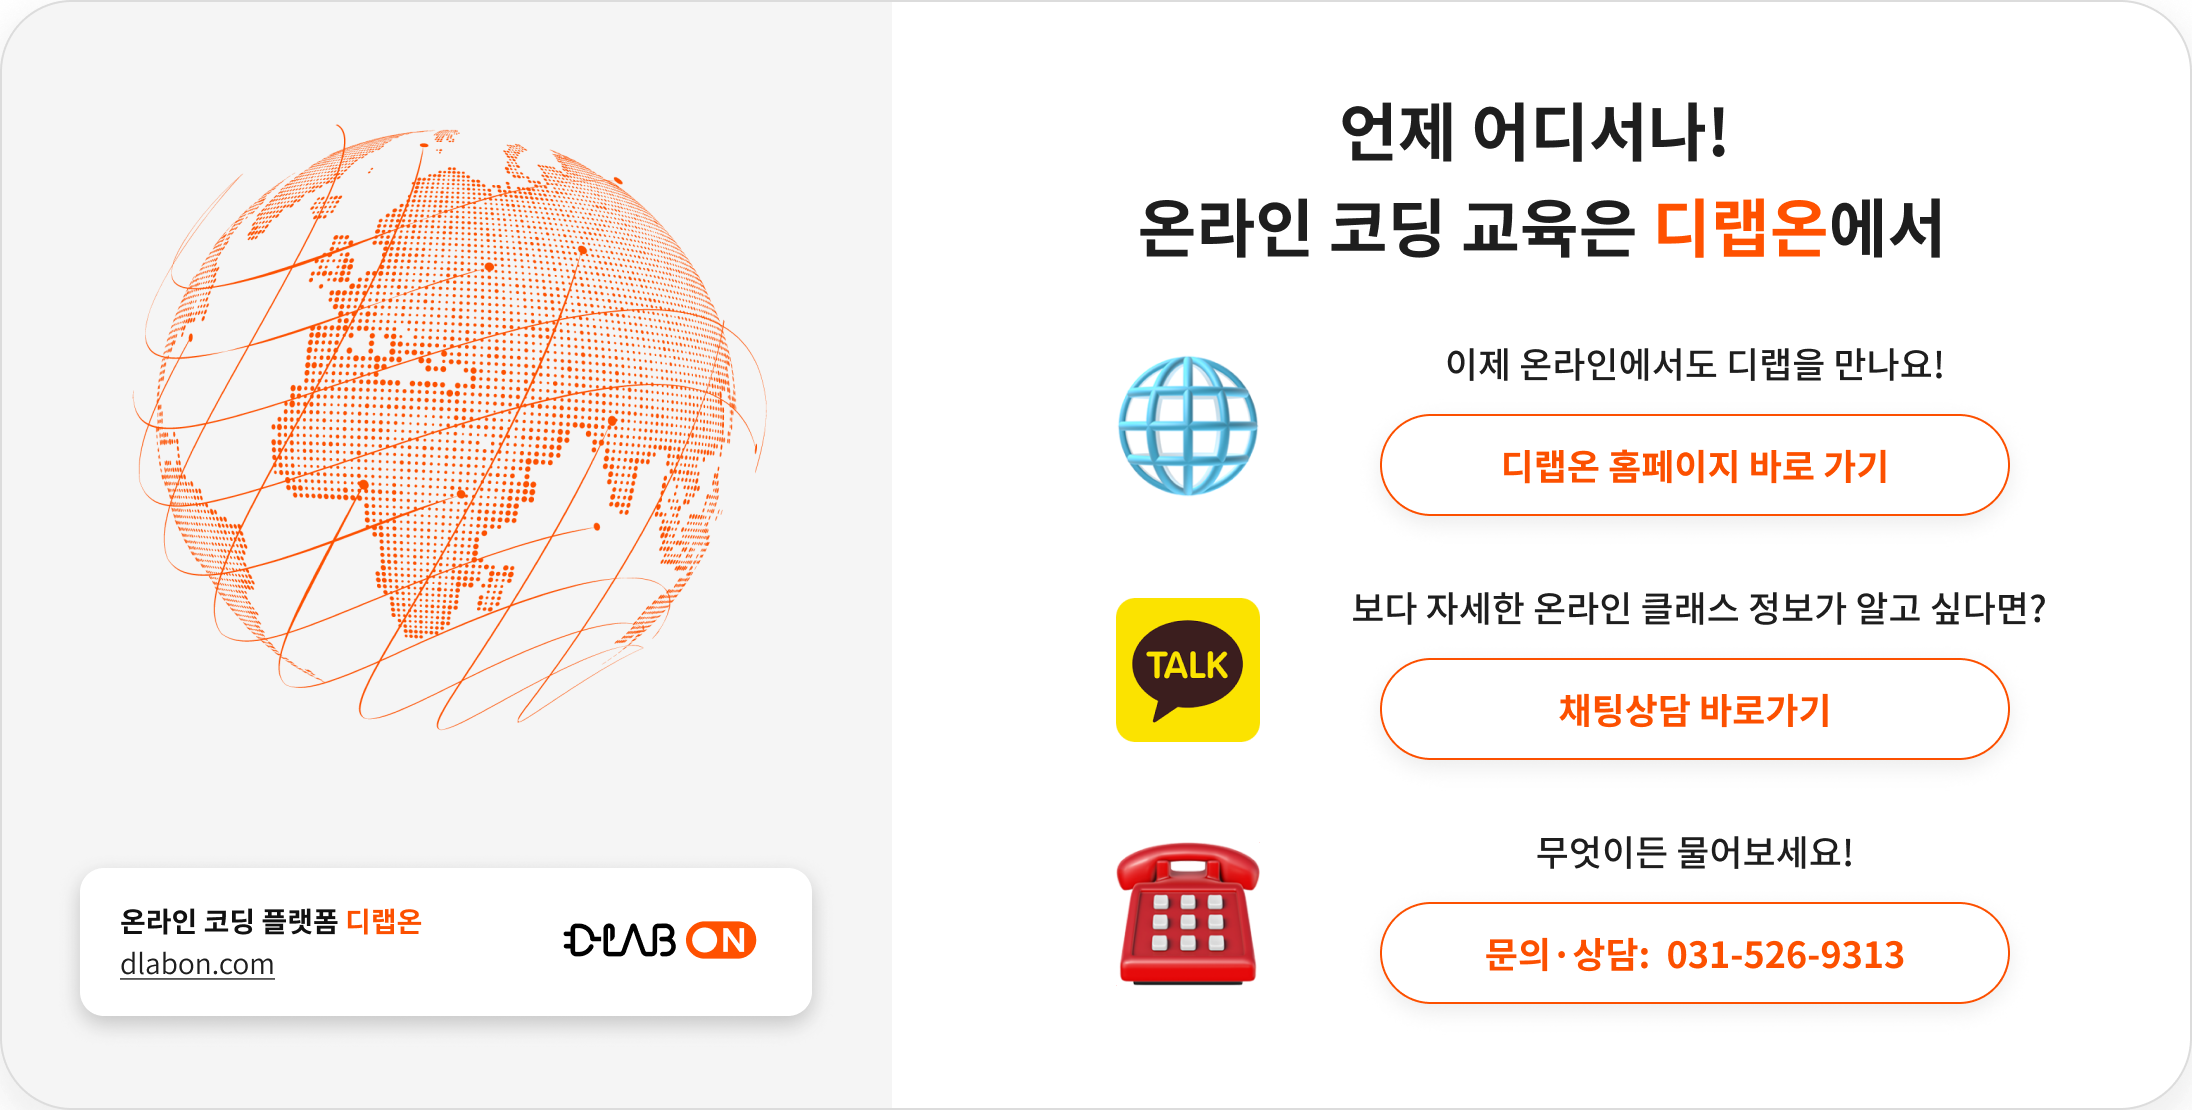 언제 어디서나!
온라인 코딩 교육은 디랩온에서
이제 온라인에서도 디랩을 만나요!
디랩온 홈페이지 바로 가기
TALK
보다 자세한 온라인 클래스 정보가 알고 싶다면?
채팅상담 바로가기
무엇이든 물어보세요!
문의·상담: 031-526-9313
온라인 코딩 플랫폼 디랩온
dlabon.com
D-LAB ON